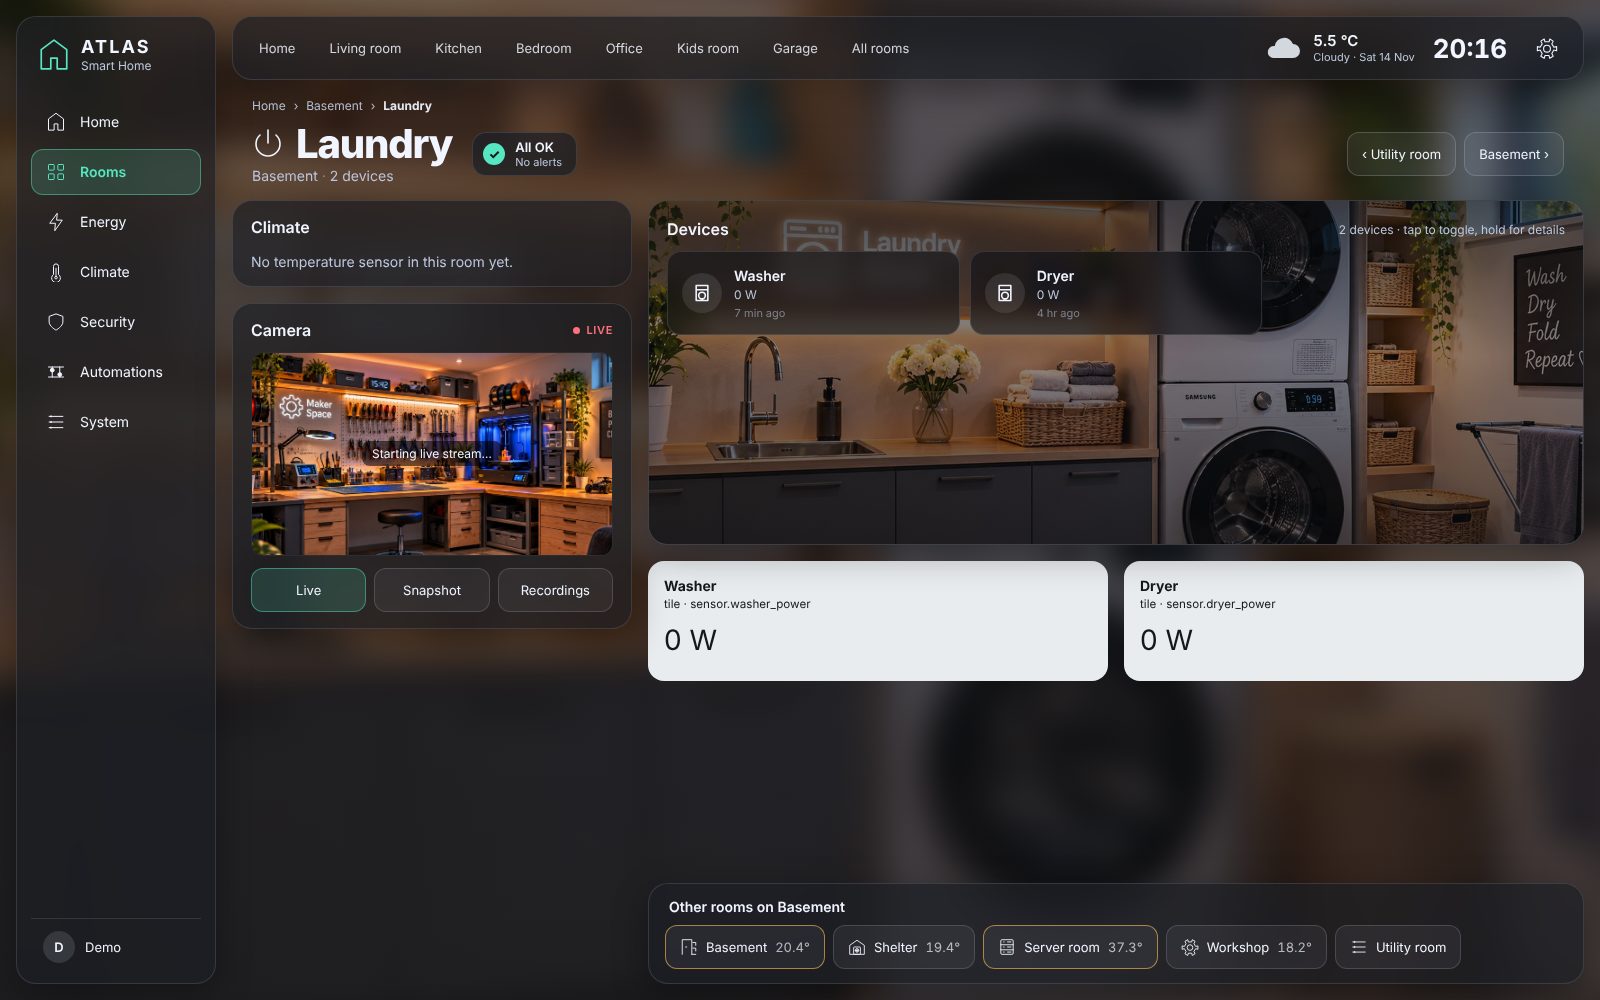 ATLAS
Smart Home
Home
Rooms
Energy
Climate
Security
Automations
System
D Demo
Home Living room Kitchen Bedroom Office Kids room Garage All rooms
5.5 °C
Cloudy · Sat 14 Nov
20:16
Home › Basement › Laundry
Laundry
Basement · 2 devices
All OK
No alerts
‹ Utility room
Basement ›
Climate
No temperature sensor in this room yet.
Camera
LIVE
15:42
Maker
Space
Starting live stream...
Live Snapshot Recordings
Devices
2 devices · tap to toggle, hold for details
Laundry
Washer
0 W
7 min ago
Dryer
0 W
4 hr ago
Wash
Dry
Fold
Repeat
SAMSUNG
Washer
tile · sensor.washer_power
0 W
Dryer
tile · sensor.dryer_power
0 W
Other rooms on Basement
Basement 20.4°
Shelter 19.4°
Server room 37.3°
Workshop 18.2°
Utility room